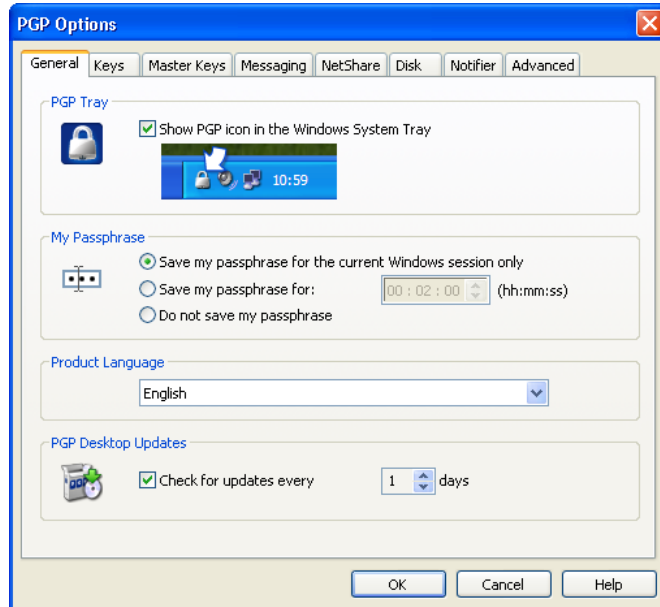 PGP Options
General Keys Master Keys Messaging NetShare Disk Notifier Advanced
PGP Tray
Show PGP icon in the Windows System Tray
10:59
My Passphrase
Save my passphrase for the current Windows session only
Save my passphrase for: 00 : 02 : 00 (hh:mm:ss)
Do not save my passphrase
Product Language
English
PGP Desktop Updates
Check for updates every 1 days
OK Cancel Help